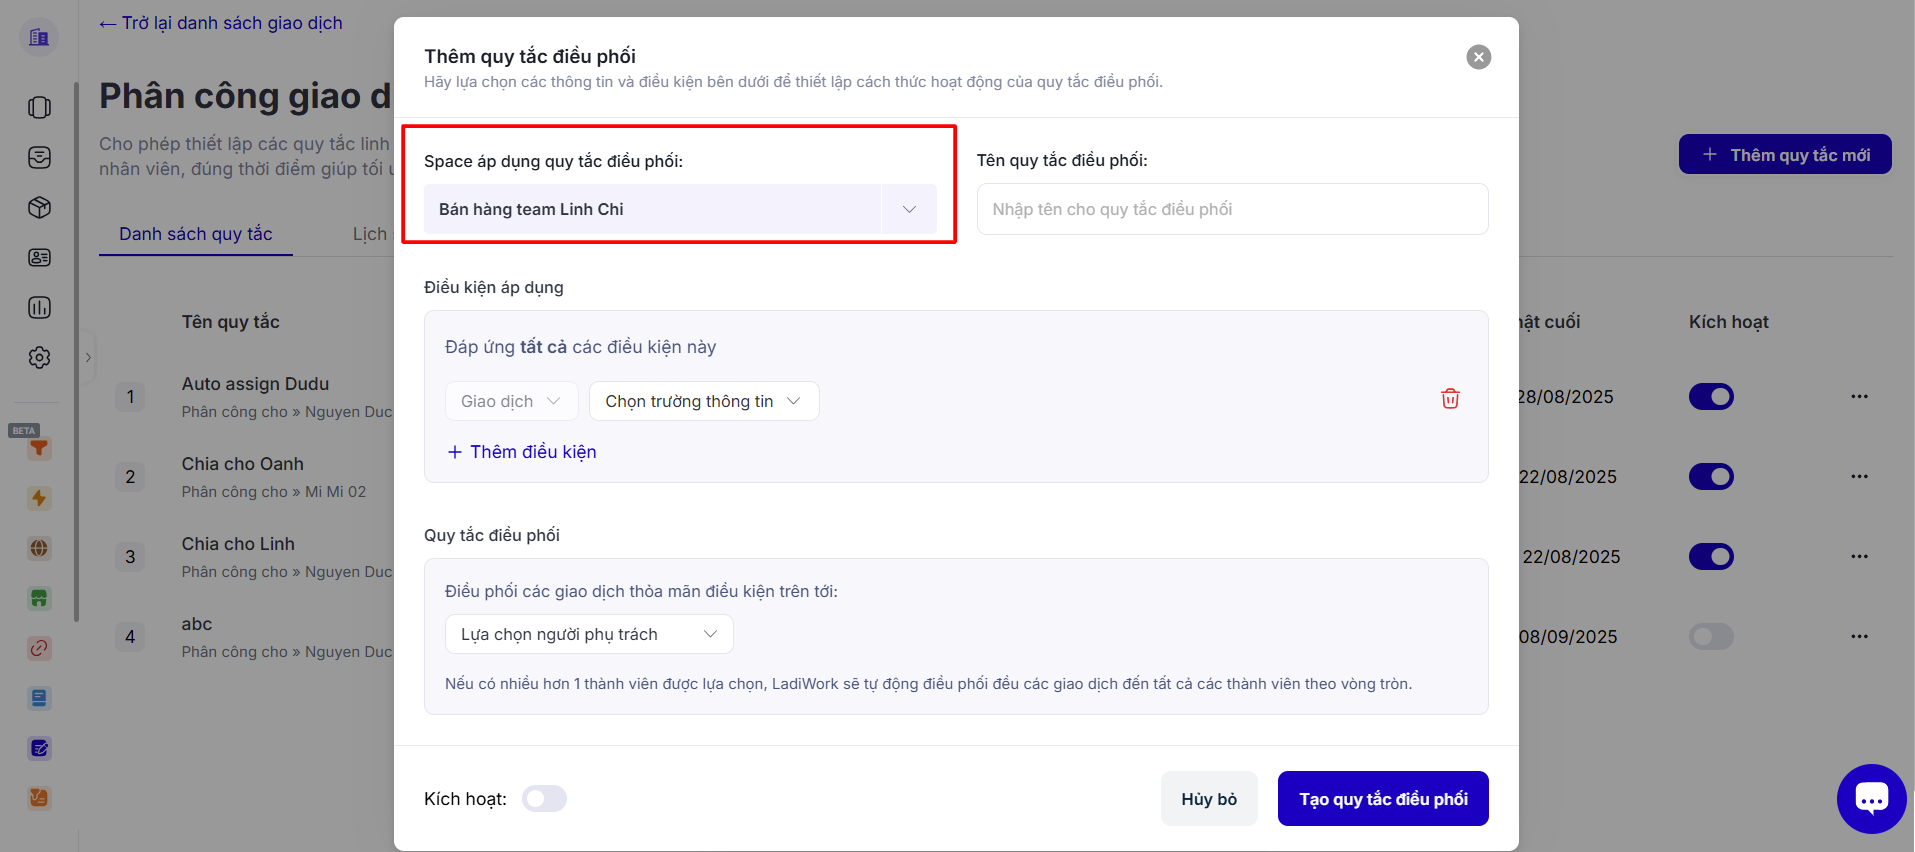 ← Trở lại danh sách giao dịch
Phân công giao d
Cho phép thiết lập các quy tắc linh
nhân viên, đúng thời điểm giúp tối
Thêm quy tắc mới
Danh sách quy tắc
Lịch
Tên quy tắc
cuối
Kích hoạt
1
Auto assign Dudu
Phân công cho » Nguyen Duc
28/08/2025
BETA
2
Chia cho Oanh
Phân công cho » Mi Mi 02
22/08/2025
3
Chia cho Linh
Phân công cho » Nguyen Duc
22/08/2025
4
abc
Phân công cho » Nguyen Duc
08/09/2025
Thêm quy tắc điều phối
Hãy lựa chọn các thông tin và điều kiện bên dưới để thiết lập cách thức hoạt động của quy tắc điều phối.
Space áp dụng quy tắc điều phối:
Bán hàng team Linh Chi
Tên quy tắc điều phối:
Nhập tên cho quy tắc điều phối
Điều kiện áp dụng
Đáp ứng tất cả các điều kiện này
Giao dịch
Chọn trường thông tin
+ Thêm điều kiện
Quy tắc điều phối
Điều phối các giao dịch thỏa mãn điều kiện trên tới:
Lựa chọn người phụ trách
Nếu có nhiều hơn 1 thành viên được lựa chọn, LadiWork sẽ tự động điều phối đều các giao dịch đến tất cả các thành viên theo vòng tròn.
Kích hoạt:
Hủy bỏ
Tạo quy tắc điều phối